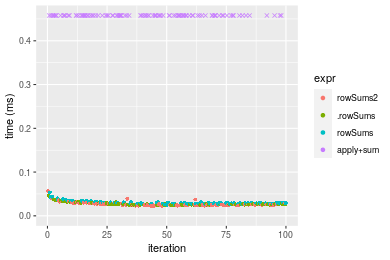 0.4
0.3
0.2
0.1
0.0
time (ms)
0
25
50
75
100
iteration
expr
rowSums2
.rowSums
rowSums
apply+sum